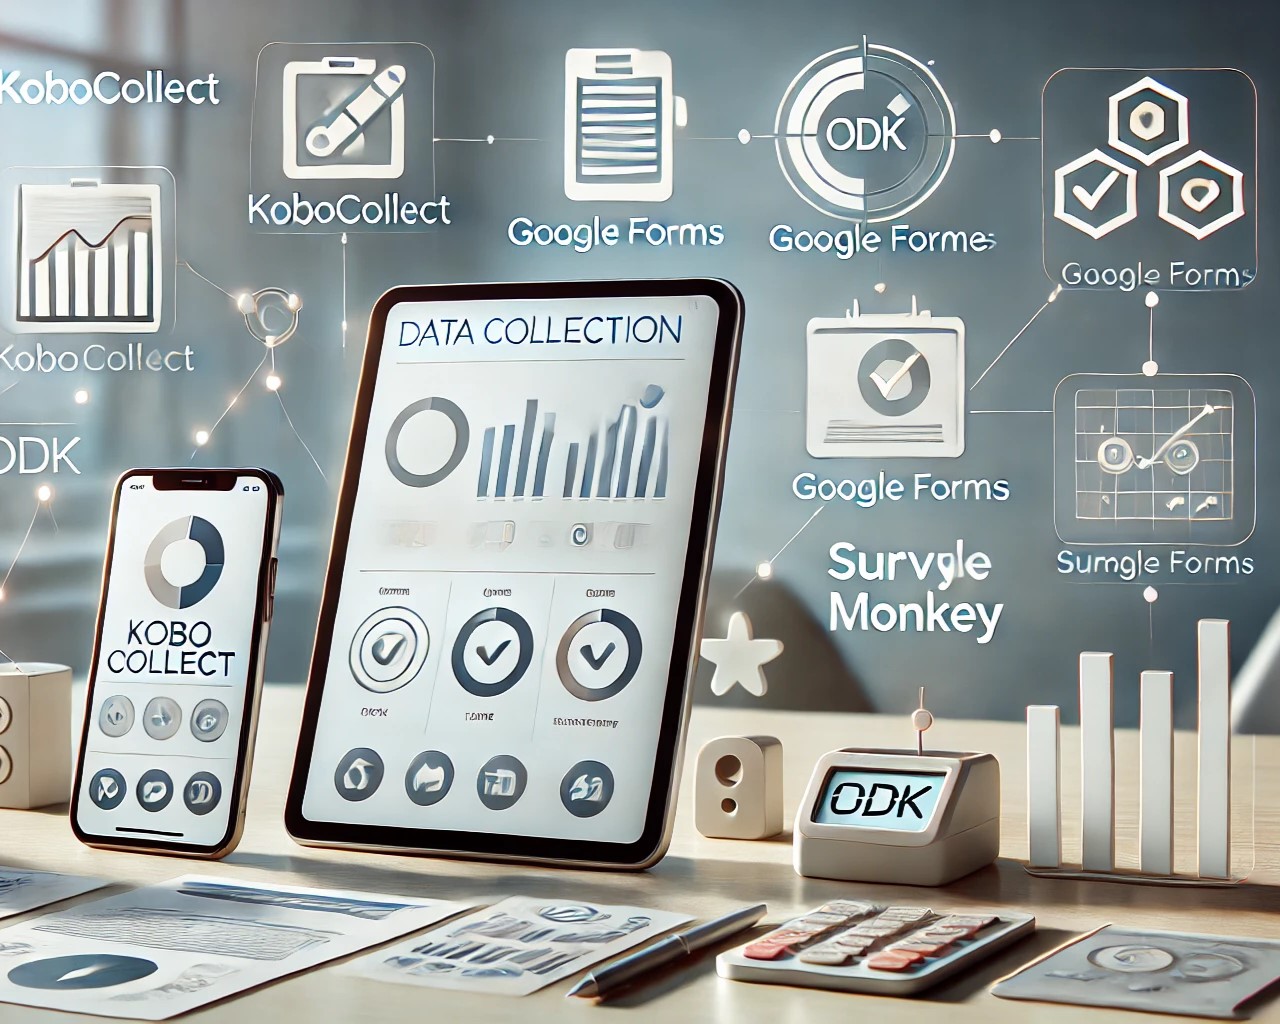 KoboCollect
KoboCollect
Google Forms
ODK
Google Formes
Google Forms
KoboCollect
ODK
DATA COLLECTION
KOBO
COLLECT
Google Forms
Survyle
Monkey
Sumgle Forms
ODK